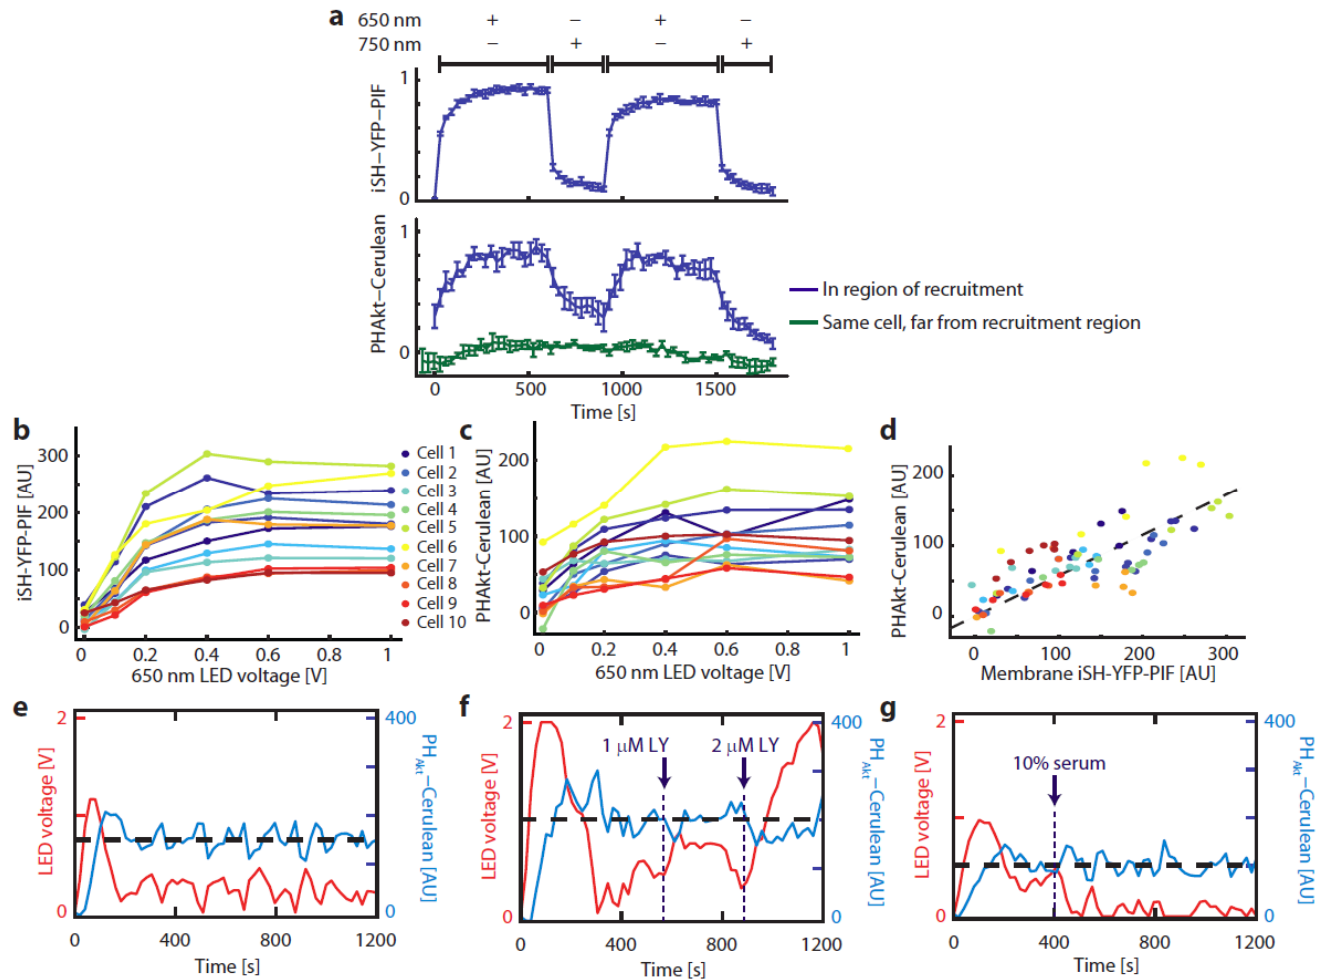 a
650 nm + − + −
750 nm − + − +
iSH−YFP−PIF
1
0
PHAkt−Cerulean
1
0
0 500 1000 1500
Time [s]
In region of recruitment
Same cell, far from recruitment region
b
iSH-YFP-PIF [AU]
300
200
100
0
0 0.2 0.4 0.6 0.8 1
650 nm LED voltage [V]
Cell 1
Cell 2
Cell 3
Cell 4
Cell 5
Cell 6
Cell 7
Cell 8
Cell 9
Cell 10
c
PHAkt-Cerulean [AU]
200
100
0
0 0.2 0.4 0.6 0.8 1
650 nm LED voltage [V]
d
PHAkt-Cerulean [AU]
200
100
0
0 100 200 300
Membrane iSH-YFP-PIF [AU]
e
LED voltage [V]
2
0
400
0
PHAkt−Cerulean [AU]
0 400 800 1200
Time [s]
f
LED voltage [V]
2
0
1 μM LY
2 μM LY
400
0
PHAkt−Cerulean [AU]
0 400 800 1200
Time [s]
g
LED voltage [V]
2
0
10% serum
400
0
PHAkt−Cerulean [AU]
0 400 800 1200
Time [s]